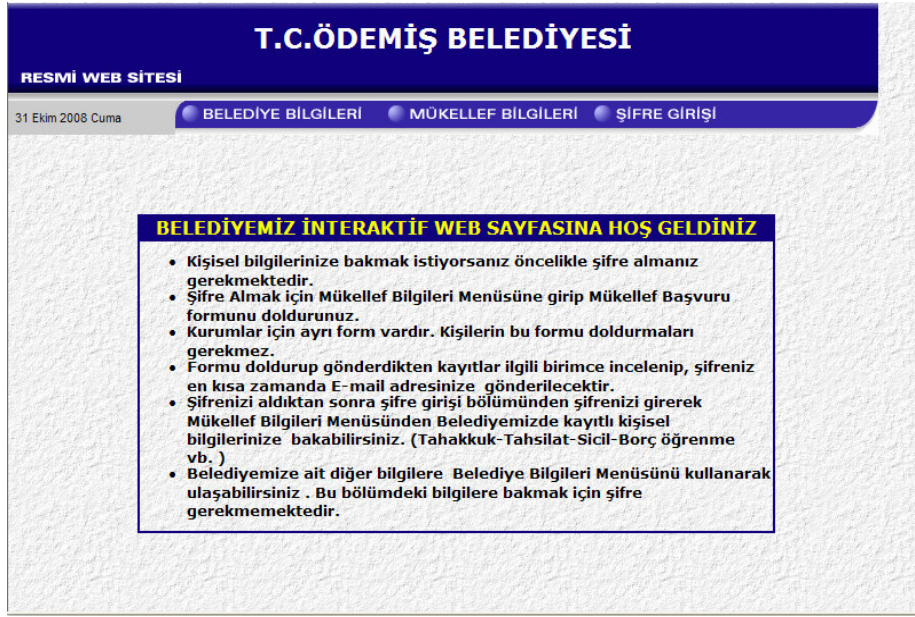 T.C.ÖDEMİŞ BELEDİYESİ
RESMİ WEB SİTESİ
31 Ekim 2008 Cuma
BELEDİYE BİLGİLERİ
MÜKELLEF BİLGİLERİ
ŞİFRE GİRİŞİ
BELEDİYEMİZ İNTERAKTİF WEB SAYFASINA HOŞ GELDİNİZ
• Kişisel bilgilerinize bakmak istiyorsanız öncelikle şifre almanız
gerekmektedir.
• Şifre Almak için Mükellef Bilgileri Menüsüne girip Mükellef Başvuru
formunu doldurunuz.
• Kurumlar için ayrı form vardır. Kişilerin bu formu doldurmaları
gerekmez.
• Formu doldurup gönderdikten kayıtlar ilgili birimce incelenip, şifreniz
en kısa zamanda E-mail adresinize gönderilecektir.
• Şifrenizi aldıktan sonra şifre girişi bölümünden şifrenizi girerek
Mükellef Bilgileri Menüsünden Belediyemizde kayıtlı kişisel
bilgilerinize bakabilirsiniz. (Tahakkuk-Tahsilat-Sicil-Borç öğrenme
vb. )
• Belediyemize ait diğer bilgilere Belediye Bilgileri Menüsünü kullanarak
ulaşabilirsiniz . Bu bölümdeki bilgilere bakmak için şifre
gerekmemektedir.